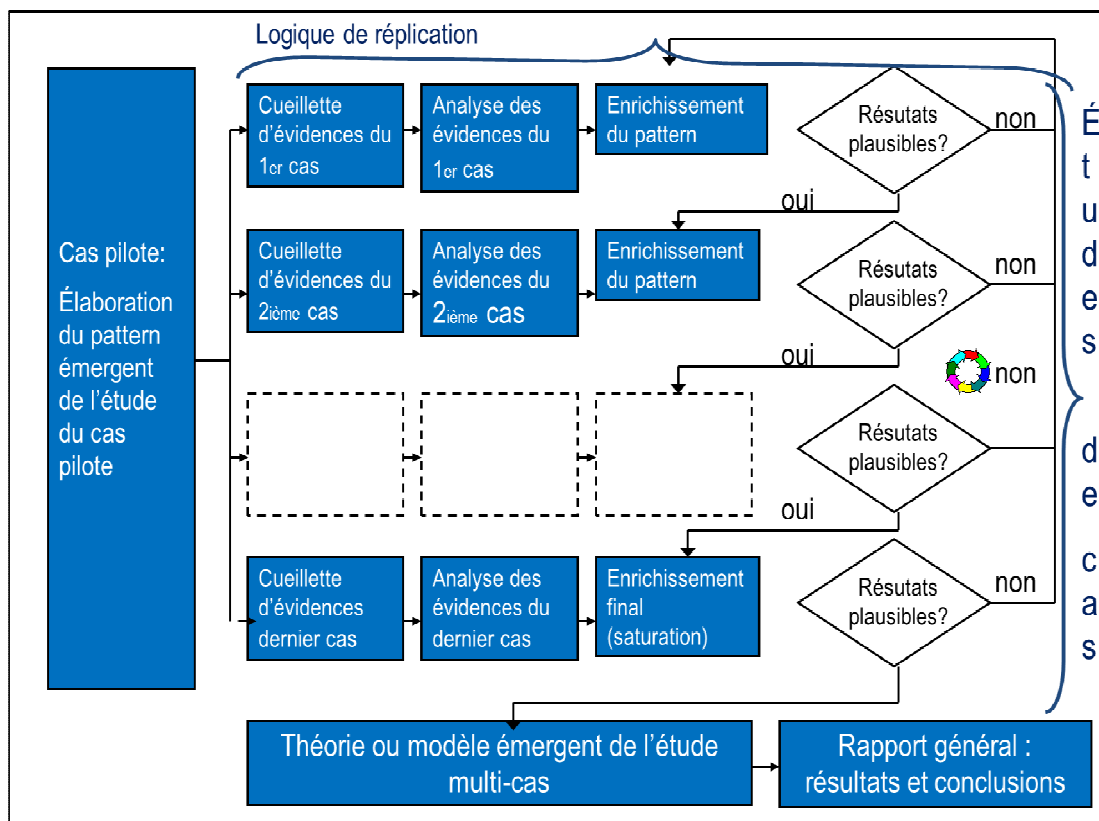 Logique de réplication
Cas pilote:
Élaboration
du pattern
émergent
de l'étude
du cas
pilote
Cueillette
d'évidences du
1er cas
Analyse des
évidences du
1er cas
Enrichissement
du pattern
Résutats
plausibles?
non
oui
Cueillette
d'évidences du
2ième cas
Analyse des
évidences du
2ième cas
Enrichissement
du pattern
Résutats
plausibles?
non
oui
non
Résutats
plausibles?
oui
Cueillette
d'évidences
dernier cas
Analyse des
évidences du
dernier cas
Enrichissement
final
(saturation)
Résutats
plausibles?
non
Théorie ou modèle émergent de l'étude
multi-cas
Rapport général :
résultats et conclusions
É
t
u
d
e
s
d
e
c
a
s